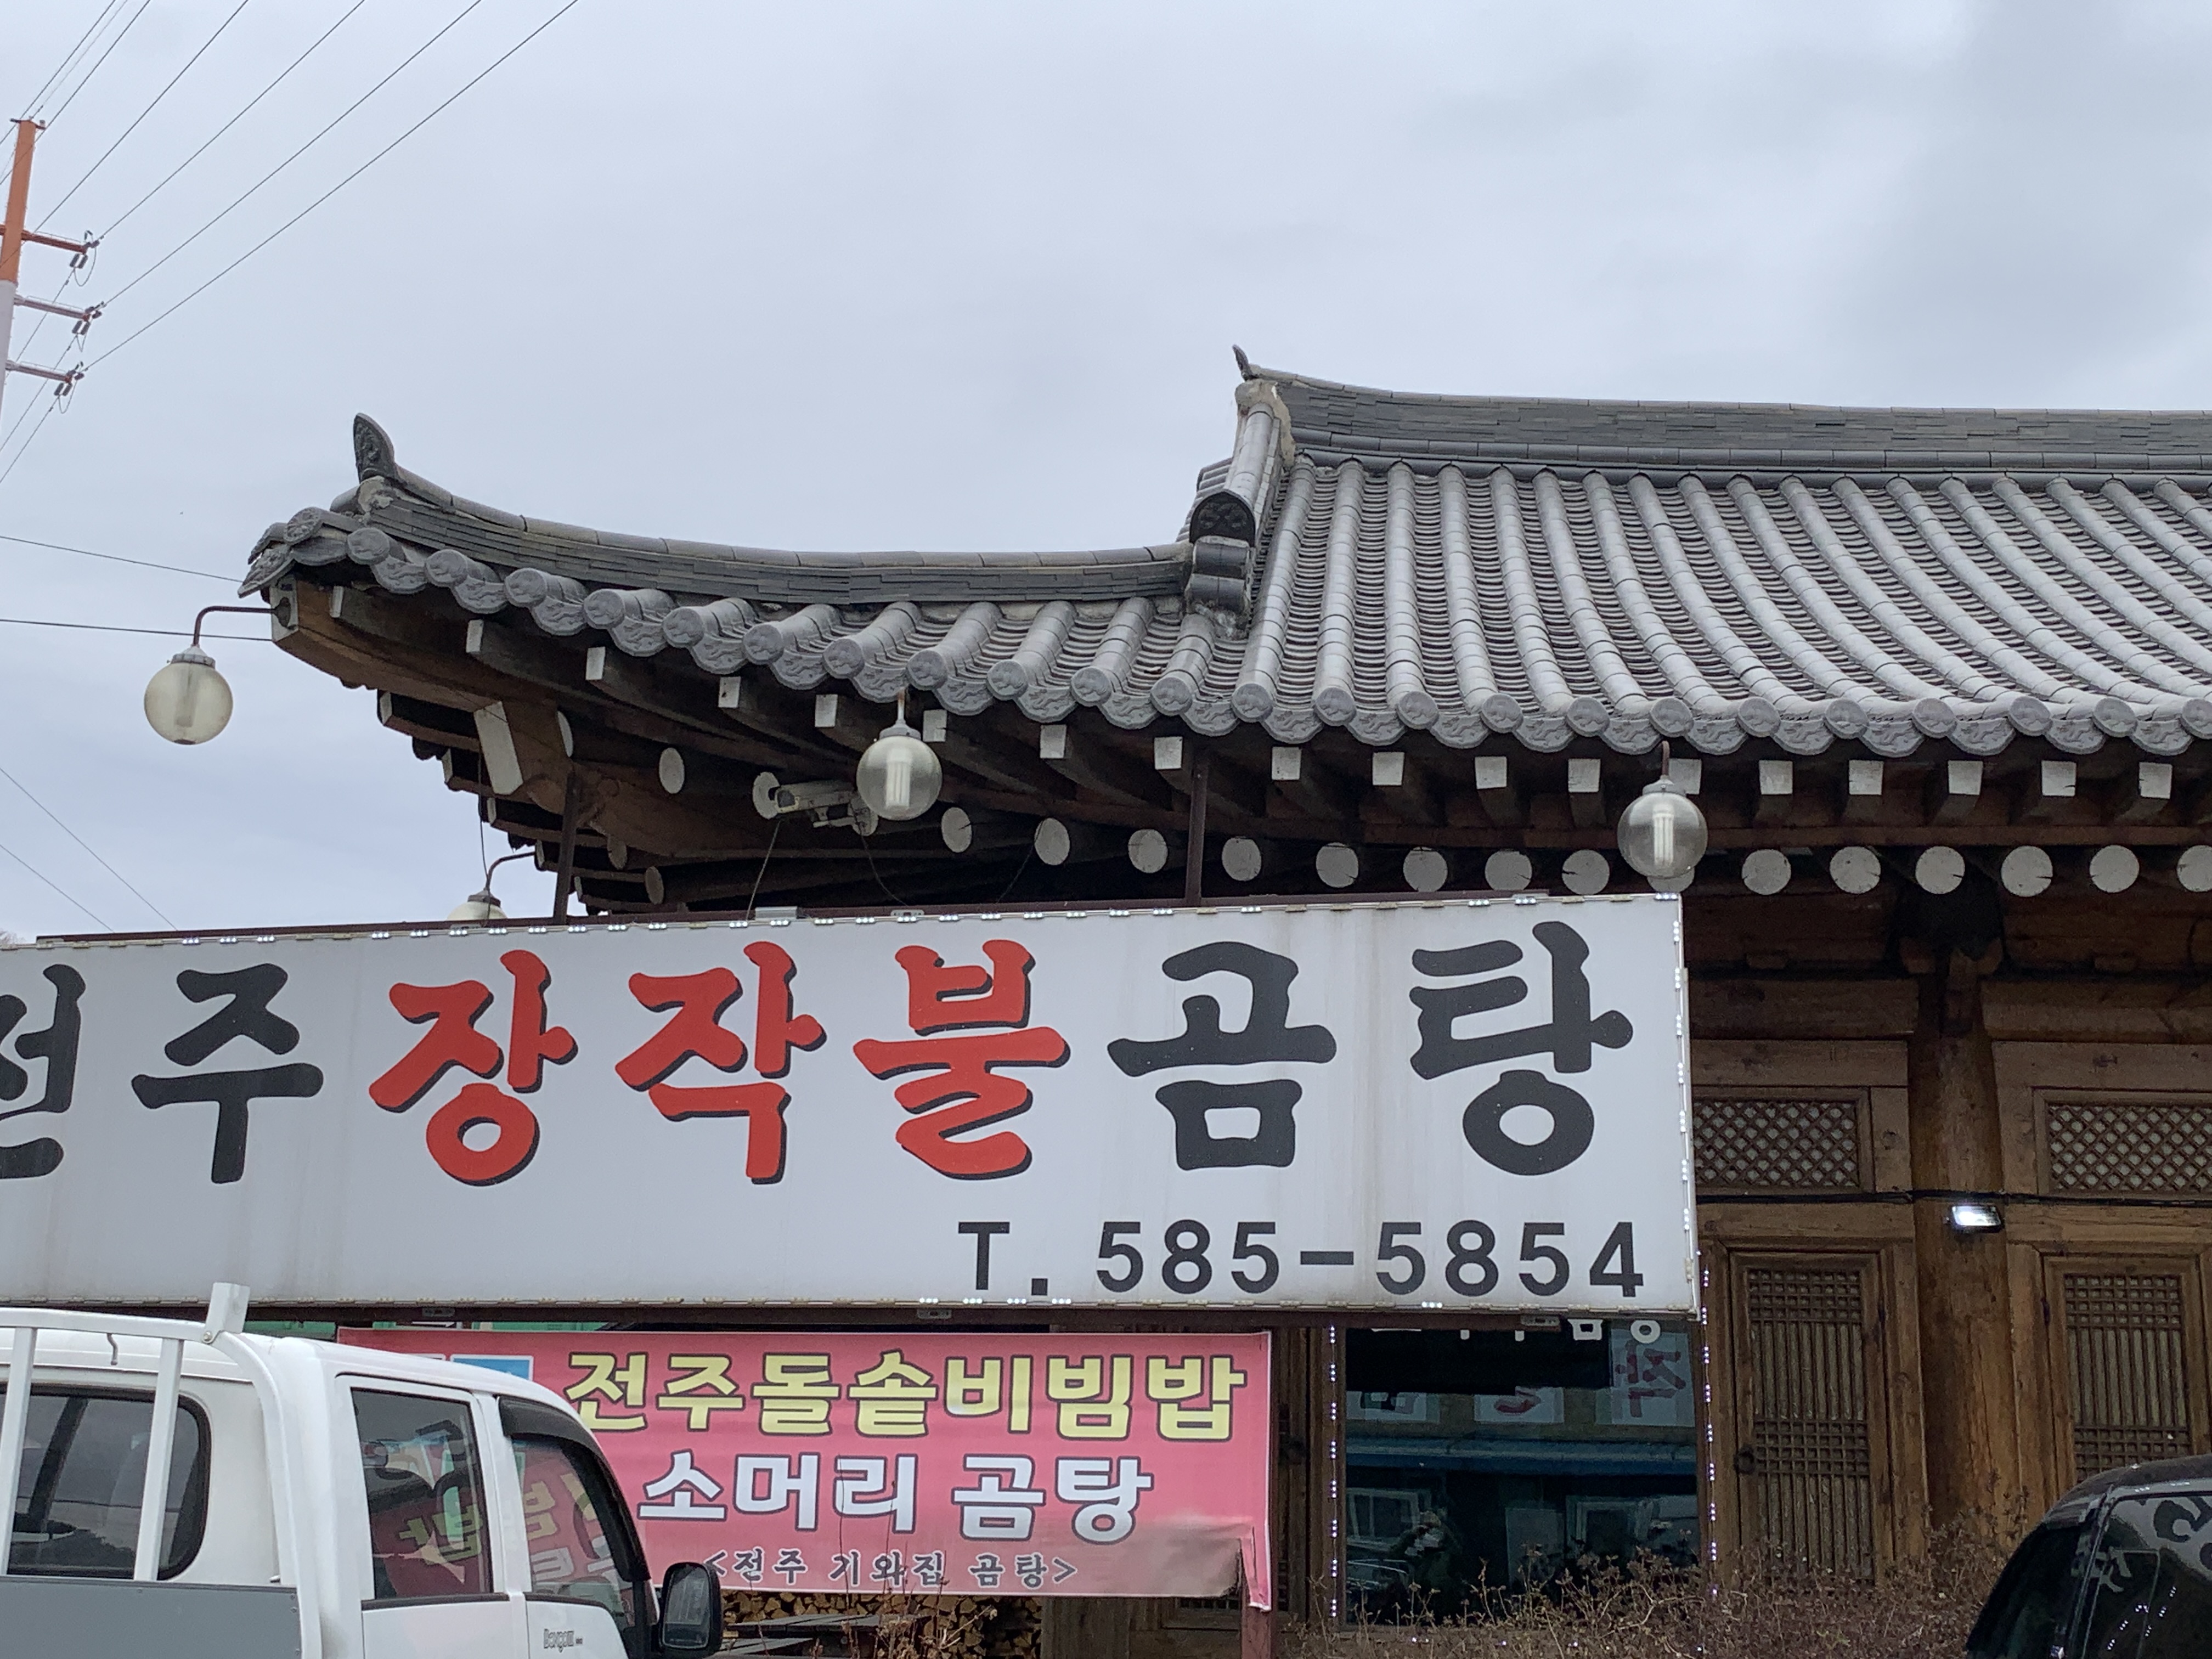 전주장작불곰탕
T. 585-5854
전주돌솥비빔밥
소머리 곰탕
<전주 기와집 곰탕>